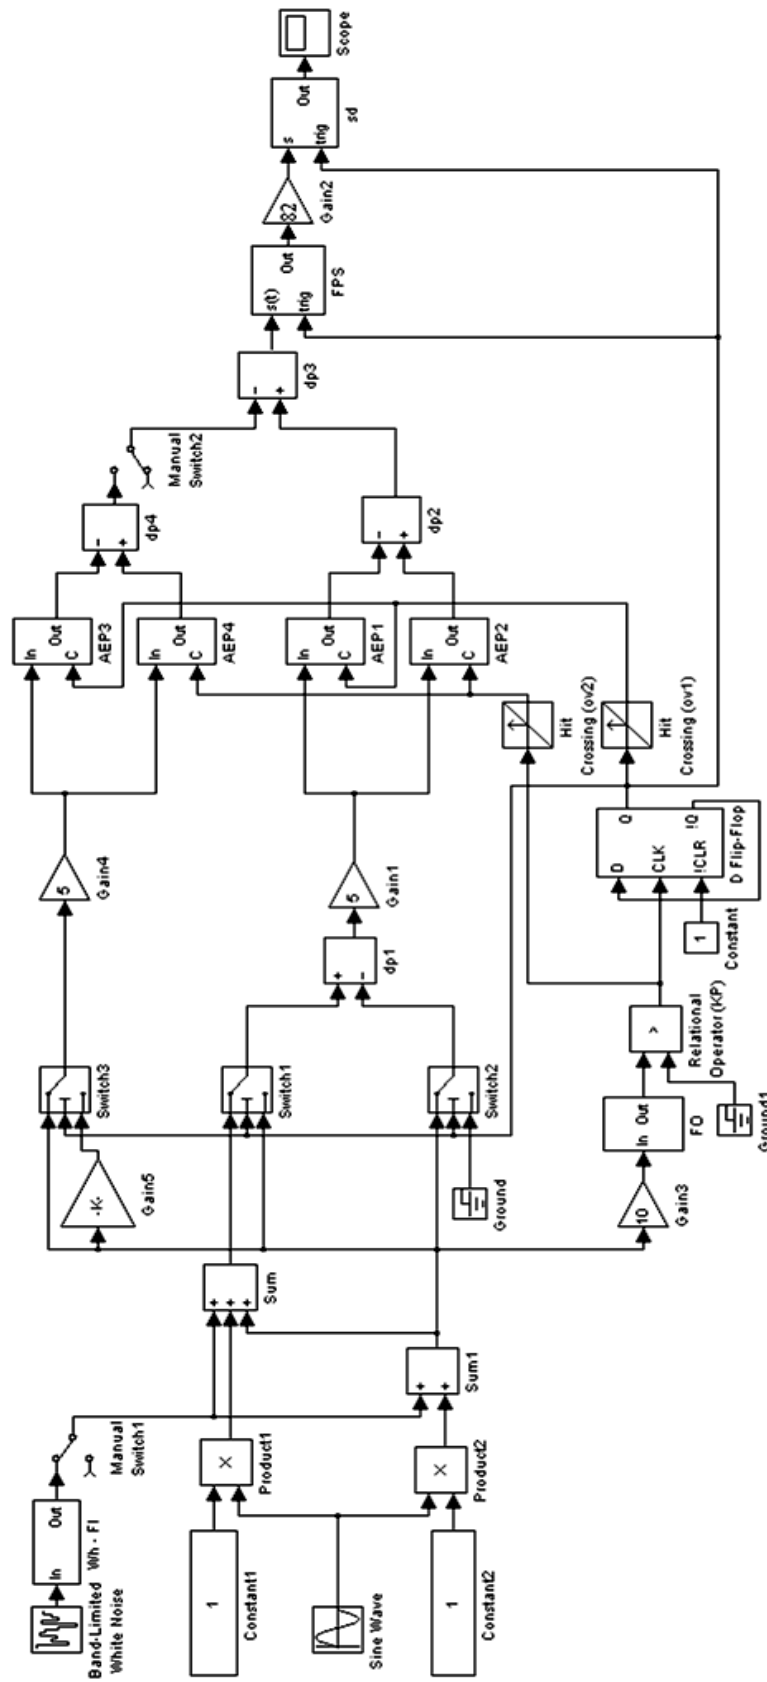 In
Out
Wh - Fl
Band-Limited
White Noise
Manual
Switch1
1
Constant1
×
Product1
Sine Wave
1
Constant2
×
Product2
+
+
Sum1
+
+
+
Sum
-K-
Gain5
Ground
10
Gain3
Switch3
Switch1
Switch2
In
Out
FO
Ground1
>
Relational
Operator (KP)
1
Constant
D
CLK
!CLR
Q
!Q
D Flip-Flop
+
-
dp1
5
Gain4
5
Gain1
Hit
Crossing (ov2)
Hit
Crossing (ov1)
In
C
Out
AEP3
In
C
Out
AEP4
In
C
Out
AEP1
In
C
Out
AEP2
-
+
dp4
-
+
dp2
Manual
Switch2
-
+
dp3
s(t)
trig
Out
FPS
82
Gain2
s
trig
Out
sd
Scope